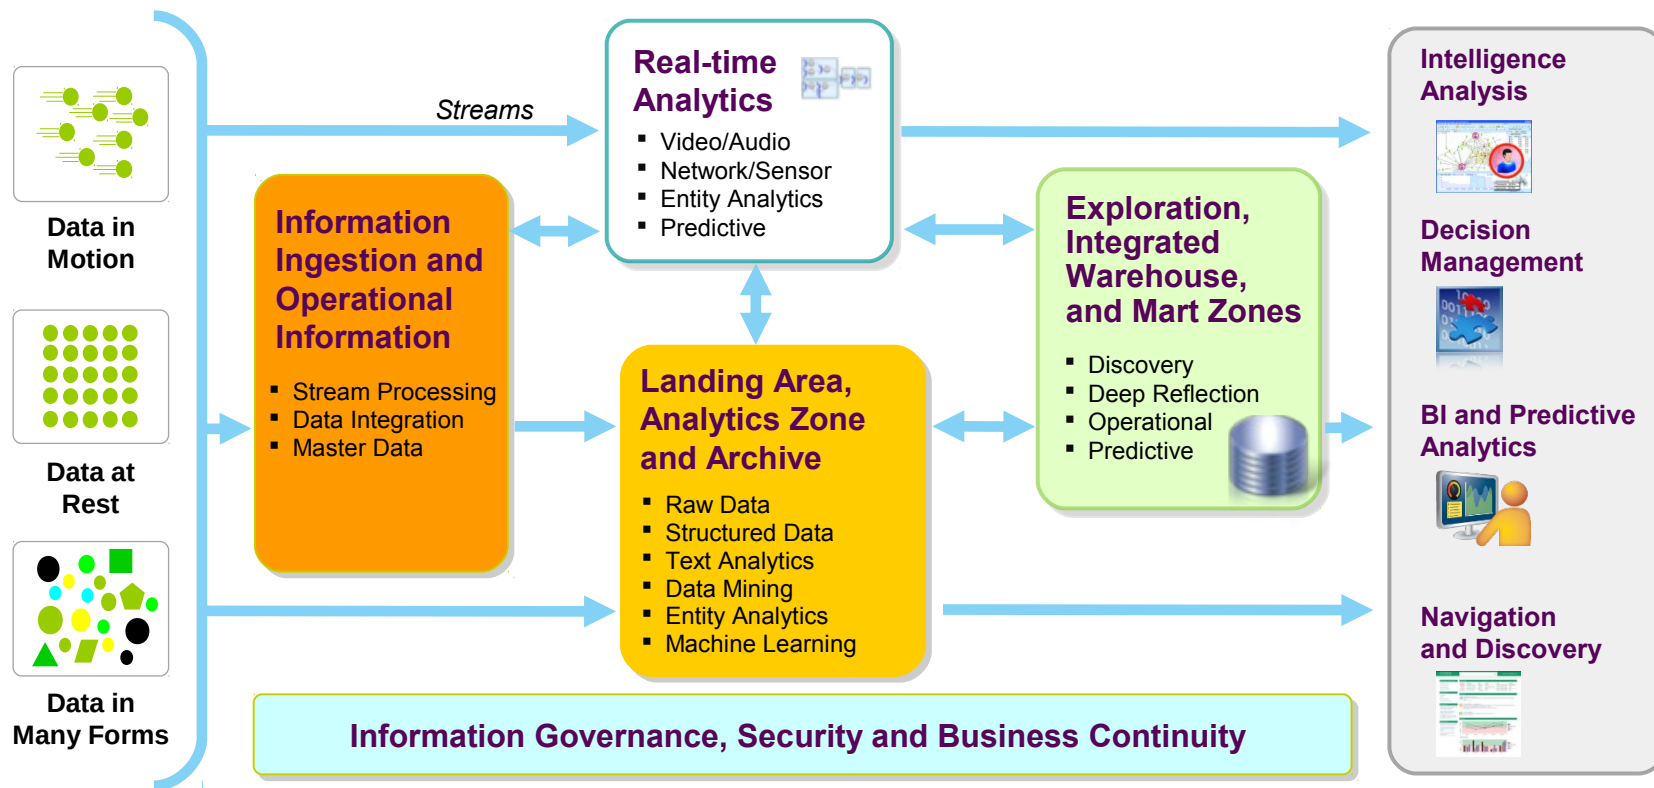 Data in
Motion
Data at
Rest
Data in
Many Forms
Streams
Information
Ingestion and
Operational
Information
▪ Stream Processing
▪ Data Integration
▪ Master Data
Real-time
Analytics
▪ Video/Audio
▪ Network/Sensor
▪ Entity Analytics
▪ Predictive
Landing Area,
Analytics Zone
and Archive
▪ Raw Data
▪ Structured Data
▪ Text Analytics
▪ Data Mining
▪ Entity Analytics
▪ Machine Learning
Exploration,
Integrated
Warehouse,
and Mart Zones
▪ Discovery
▪ Deep Reflection
▪ Operational
▪ Predictive
Intelligence
Analysis
Decision
Management
BI and Predictive
Analytics
Navigation
and Discovery
Information Governance, Security and Business Continuity